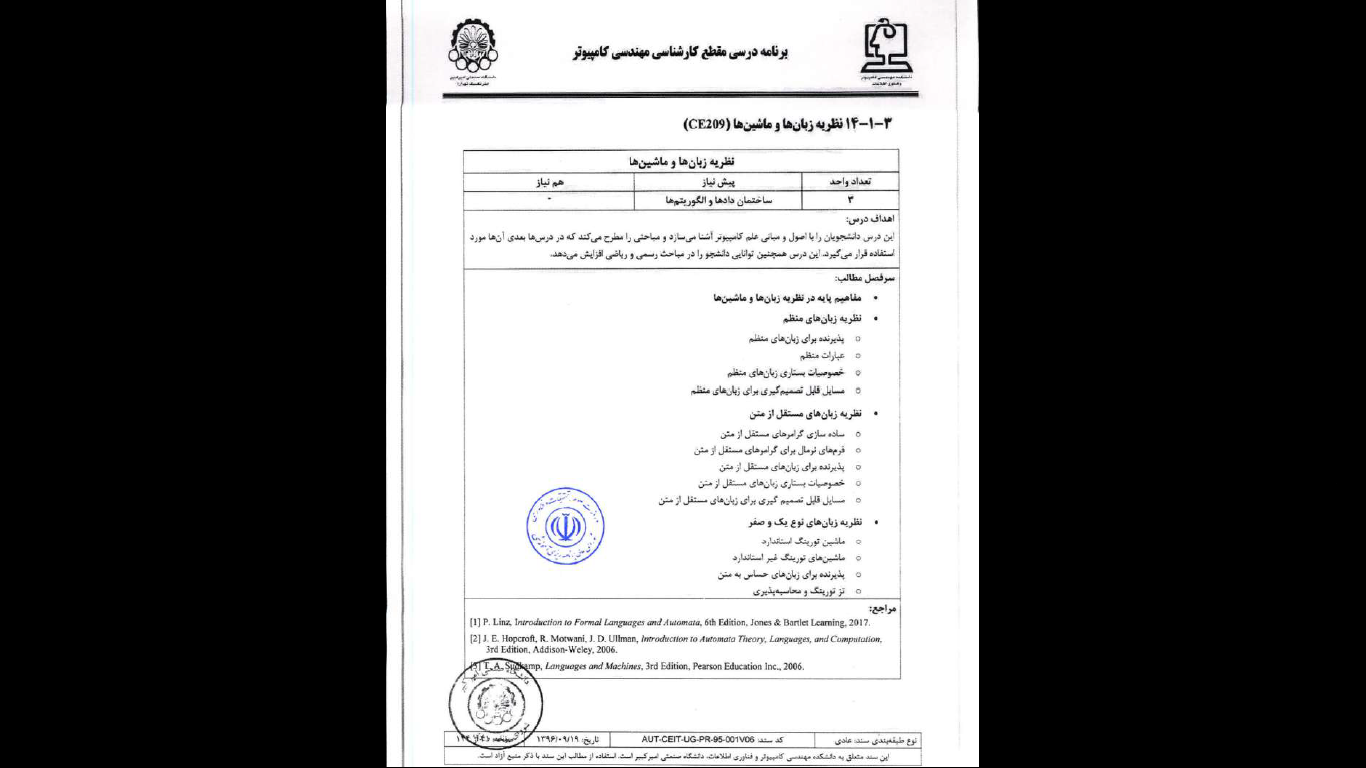 برنامه درسی مقطع کارشناسی مهندسی کامپیوتر
دانشگاه صنعتی امیرکبیر
دانشکده مهندسی کامپیوتر
۱۴-۱-۳ نظریه زبان‌ها و ماشین‌ها (CE209)
نظریه زبان‌ها و ماشین‌ها
تعداد واحد پیش نیاز هم نیاز
۳ ساختمان دادها و الگوریتم‌ها -
اهداف درس:
این درس دانشجویان را با اصول و مبانی علم کامپیوتر آشنا می‌سازد و مباحثی را مطرح می‌کند که در درس‌ها بعدی آن‌ها مورد
استفاده قرار می‌گیرد. این درس همچنین توانایی دانشجو را در مباحث رسمی و ریاضی افزایش می‌دهد.
سرفصل مطالب:
• مفاهیم پایه در نظریه زبان‌ها و ماشین‌ها
• نظریه زبان‌های منظم
o پذیرنده برای زبان‌های منظم
o عبارات منظم
o خصوصیات بستاری زبان‌های منظم
o مسایل قابل تصمیم‌گیری برای زبان‌های منظم
• نظریه زبان‌های مستقل از متن
o ساده سازی گرامرهای مستقل از متن
o فرم‌های نرمال برای گرامرهای مستقل از متن
o پذیرنده برای زبان‌های مستقل از متن
o خصوصیات بستاری زبان‌های مستقل از متن
o مسایل قابل تصمیم گیری برای زبان‌های مستقل از متن
• نظریه زبان‌های نوع یک و صفر
o ماشین تورینگ استاندارد
o ماشین‌های تورینگ غیر استاندارد
o پذیرنده برای زبان‌های حساس به متن
o تز تورینگ و محاسبه‌پذیری
مراجع:
[1] P. Linz, Introduction to Formal Languages and Automata, 6th Edition, Jones & Bartlet Learning, 2017.
[2] J. E. Hopcroft, R. Motwani, J. D. Ullman, Introduction to Automata Theory, Languages, and Computation,
3rd Edition, Addison-Weley, 2006.
[3] T. A. Sudkamp, Languages and Machines, 3rd Edition, Pearson Education Inc., 2006.
نوع طبقه‌بندی سند: عادی کد سند: AUT-CEIT-UG-PR-95-001V06 تاریخ: ۱۳۹۶/۰۹/۱۹
این سند متعلق به دانشکده مهندسی کامپیوتر و فناوری اطلاعات، دانشگاه صنعتی امیرکبیر است. استفاده از مطالب این سند با ذکر منبع آزاد است.